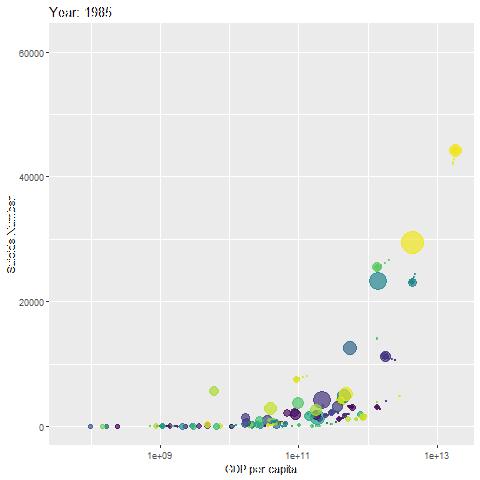 Year: 1985
60000
40000
20000
0
Suicide Number
1e+09 1e+11 1e+13
GDP per capita